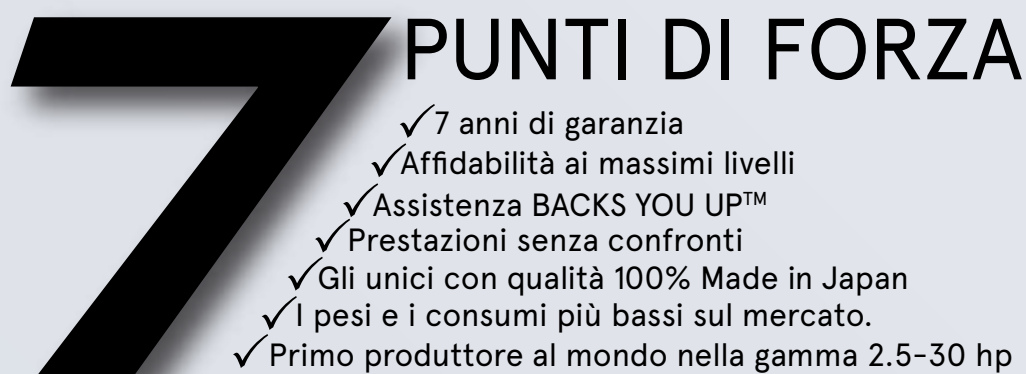 7 PUNTI DI FORZA
✓7 anni di garanzia
✓Affidabilità ai massimi livelli
✓Assistenza BACKS YOU UP™
✓Prestazioni senza confronti
✓Gli unici con qualità 100% Made in Japan
✓I pesi e i consumi più bassi sul mercato.
✓Primo produttore al mondo nella gamma 2.5-30 hp